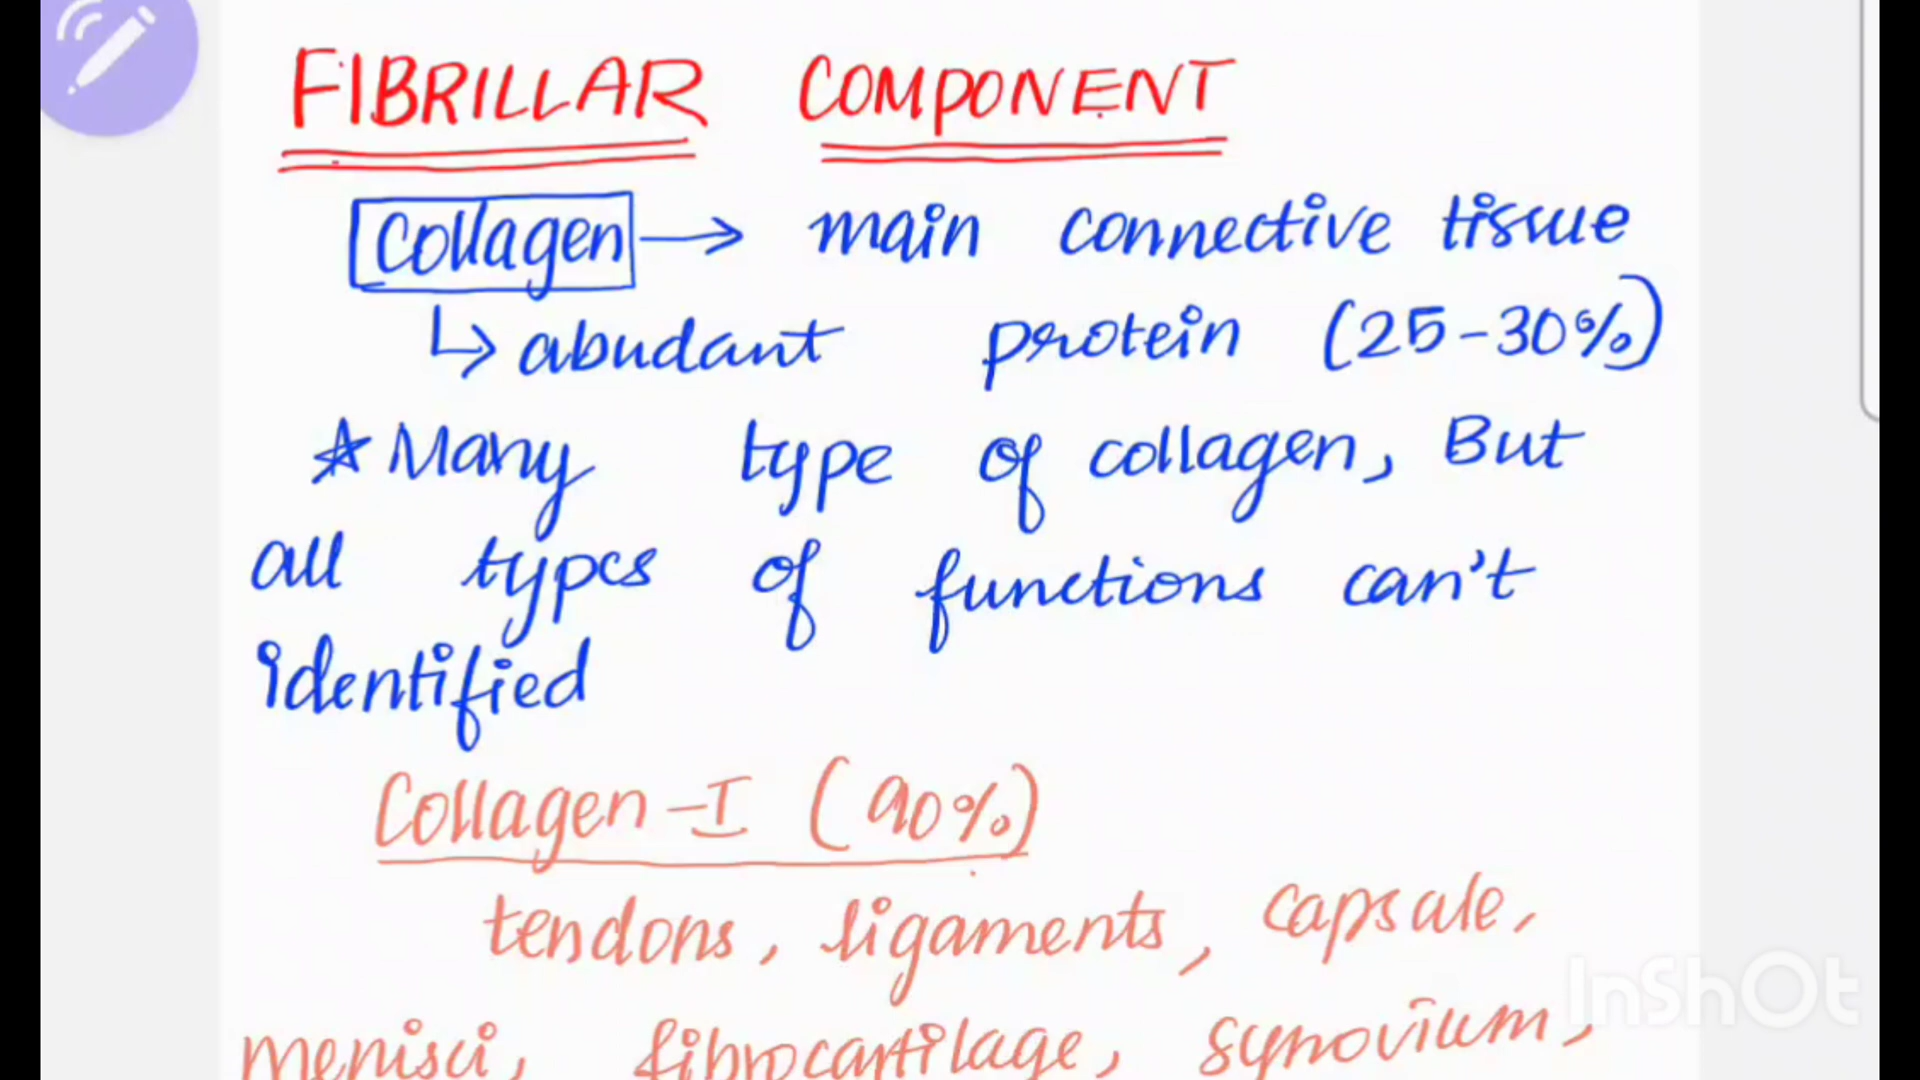 FIBRILLAR COMPONENT
Collagen → main connective tissue
↳ abudant protein (25-30%)
☆ Many type of collagen, But
all types of functions can't
identified
Collagen-I (90%)
tendons, ligaments, capsule,
menisci, fibrocartilage, synovium,
InShOt